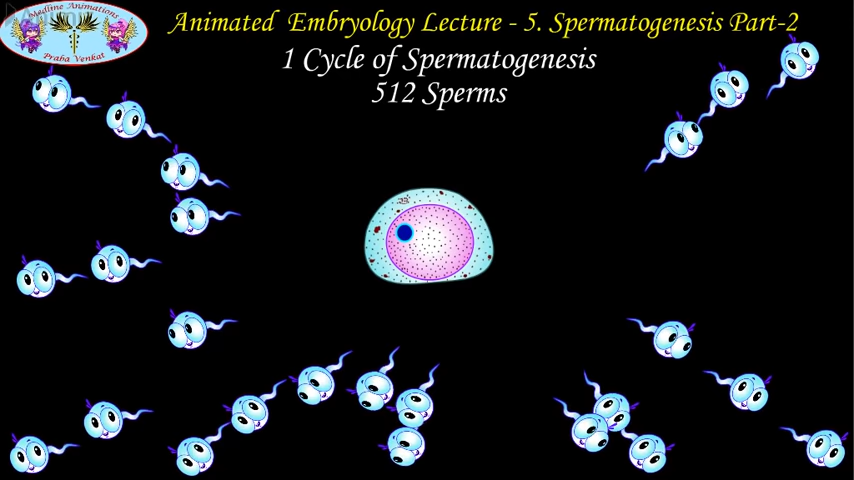 Medline Animations
Praba Venkat
Animated Embryology Lecture - 5. Spermatogenesis Part-2
1 Cycle of Spermatogenesis
512 Sperms